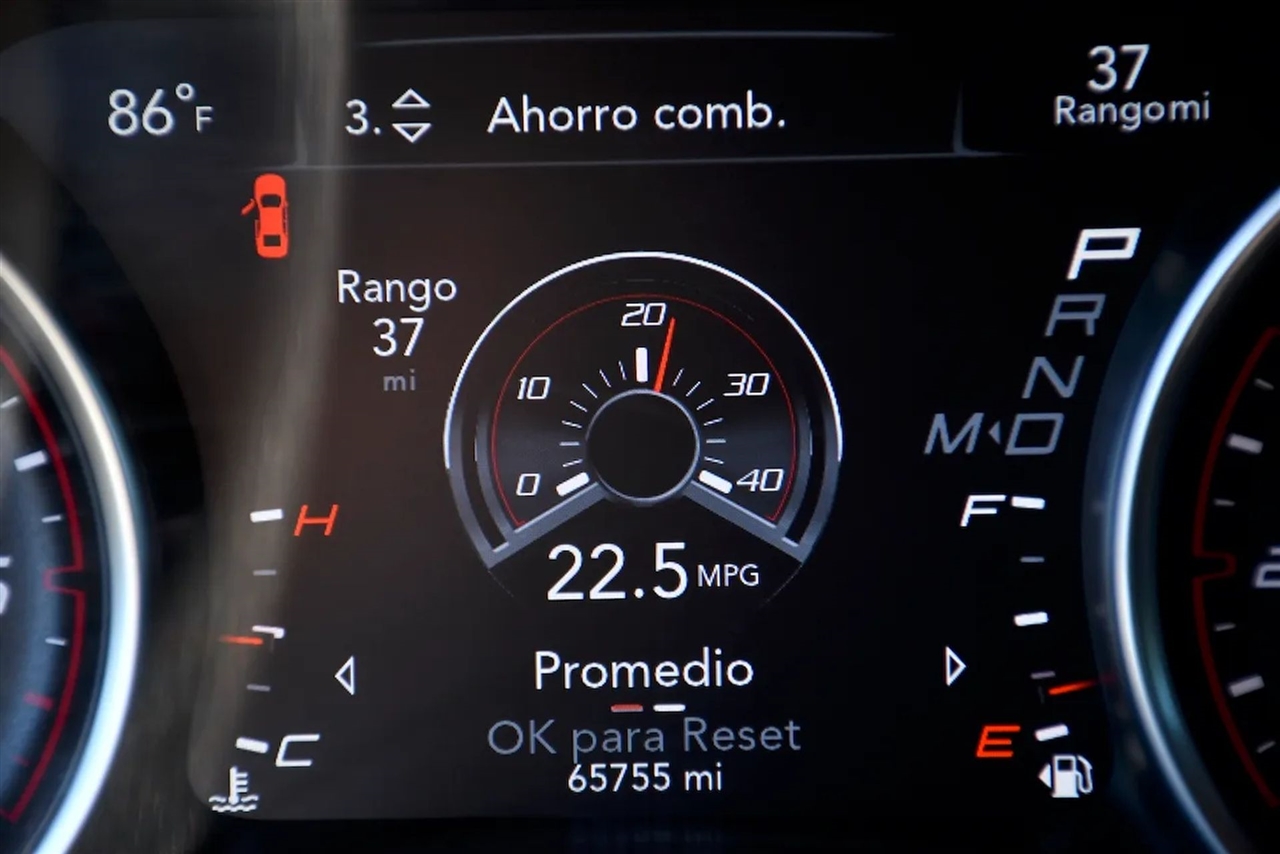 86°F
3. Ahorro comb.
37
Rangomi
Rango
37
mi
P
R
N
M D
0
10
20
30
40
22.5 MPG
H
C
F
E
Promedio
OK para Reset
65755 mi